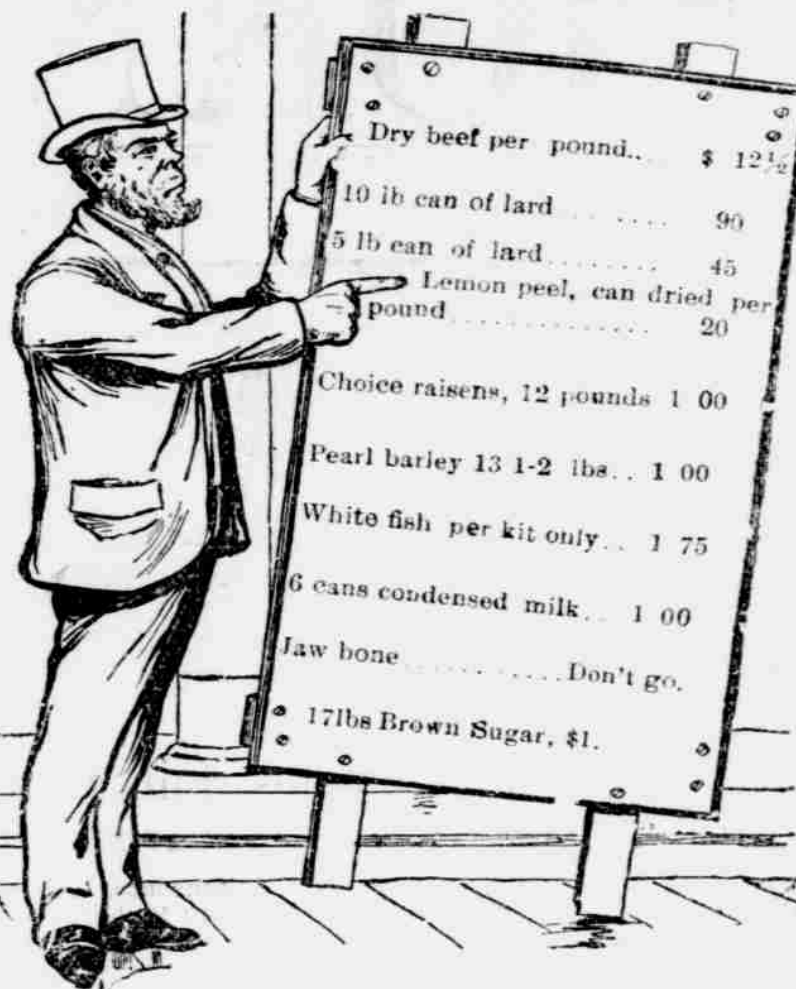 Dry beef per pound.. $ 12½
10 lb can of lard ...... 90
5 lb can of lard ........ 45
Lemon peel, can dried per
pound .............. 20
Choice raisens, 12 pounds 1 00
Pearl barley 13 1-2 lbs.. 1 00
White fish per kit only.. 1 75
6 cans condensed milk.. 1 00
Jaw bone ............ Don't go.
17lbs Brown Sugar, $1.